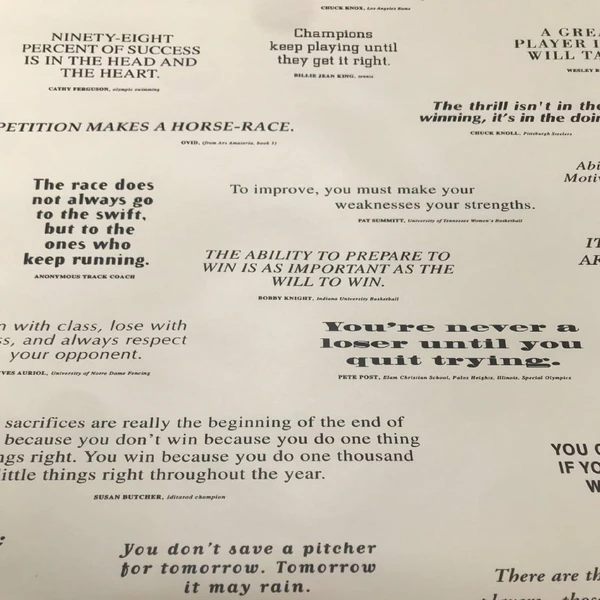 CHUCK KNOX, Los Angeles Rams
NINETY-EIGHT
PERCENT OF SUCCESS
IS IN THE HEAD AND
THE HEART.
CATHY FERGUSON, olympic swimming
Champions
keep playing until
they get it right.
BILLIE JEAN KING, tennis
A GREA
PLAYER I
WILL TA
WESLEY B
The thrill isn't in the
winning, it's in the doin
CHUCK KNOLL, Pittsburgh Steelers
PETITION MAKES A HORSE-RACE.
OVID, (from Ars Amatoria, book 1)
The race does
not always go
to the swift,
but to the
ones who
keep running.
ANONYMOUS TRACK COACH
To improve, you must make your
weaknesses your strengths.
PAT SUMMITT, University of Tennessee Women's Basketball
Abi
Motiv
THE ABILITY TO PREPARE TO
WIN IS AS IMPORTANT AS THE
WILL TO WIN.
BOBBY KNIGHT, Indiana University Basketball
IT
AR
n with class, lose with
ss, and always respect
your opponent.
YVES AURIOL, University of Notre Dame Fencing
You're never a
loser until you
quit trying.
PETE POST, Elam Christian School, Palos Heights, Illinois, Special Olympics
sacrifices are really the beginning of the end of
because you don't win because you do one thing
ngs right. You win because you do one thousand
little things right throughout the year.
SUSAN BUTCHER, Iditarod champion
YOU C
IF YO
W
You don't save a pitcher
for tomorrow. Tomorrow
it may rain.
There are th